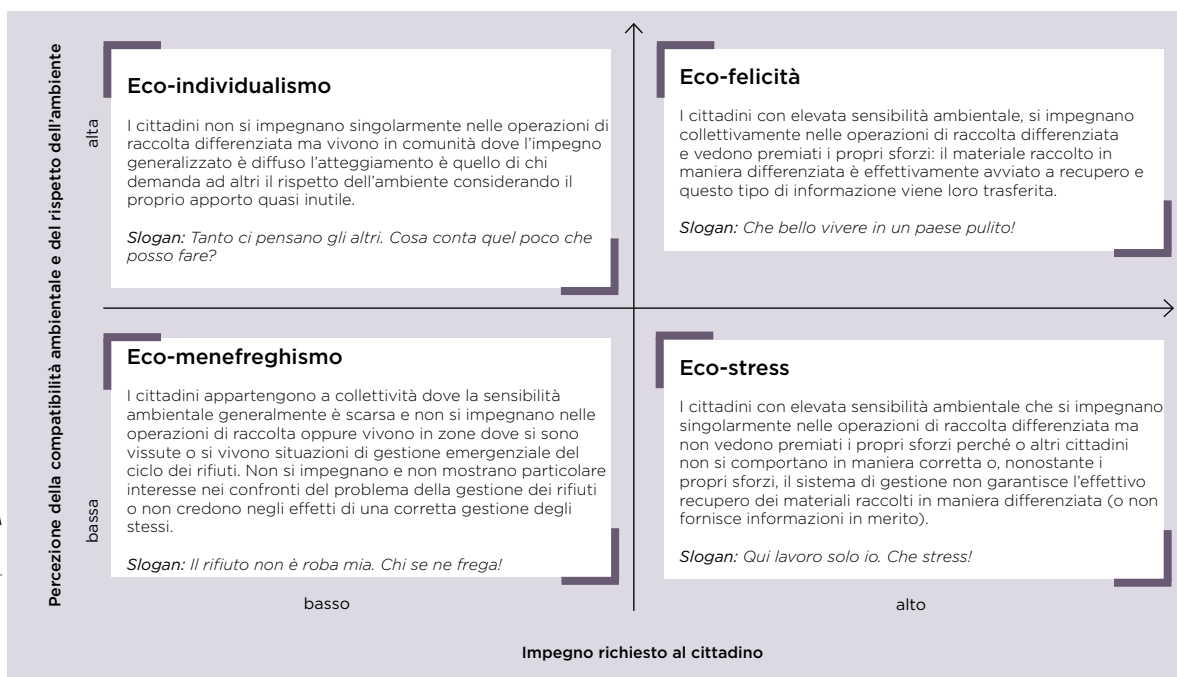 Percezione della compatibilità ambientale e del rispetto dell'ambiente
alta
bassa
Eco-individualismo
I cittadini non si impegnano singolarmente nelle operazioni di
raccolta differenziata ma vivono in comunità dove l'impegno
generalizzato è diffuso l'atteggiamento è quello di chi
demanda ad altri il rispetto dell'ambiente considerando il
proprio apporto quasi inutile.
Slogan: Tanto ci pensano gli altri. Cosa conta quel poco che
posso fare?
Eco-felicità
I cittadini con elevata sensibilità ambientale, si impegnano
collettivamente nelle operazioni di raccolta differenziata
e vedono premiati i propri sforzi: il materiale raccolto in
maniera differenziata è effettivamente avviato a recupero e
questo tipo di informazione viene loro trasferita.
Slogan: Che bello vivere in un paese pulito!
Eco-menefreghismo
I cittadini appartengono a collettività dove la sensibilità
ambientale generalmente è scarsa e non si impegnano nelle
operazioni di raccolta oppure vivono in zone dove si sono
vissute o si vivono situazioni di gestione emergenziale del
ciclo dei rifiuti. Non si impegnano e non mostrano particolare
interesse nei confronti del problema della gestione dei rifiuti
o non credono negli effetti di una corretta gestione degli
stessi.
Slogan: Il rifiuto non è roba mia. Chi se ne frega!
Eco-stress
I cittadini con elevata sensibilità ambientale che si impegnano
singolarmente nelle operazioni di raccolta differenziata ma
non vedono premiati i propri sforzi perché o altri cittadini
non si comportano in maniera corretta o, nonostante i
propri sforzi, il sistema di gestione non garantisce l'effettivo
recupero dei materiali raccolti in maniera differenziata (o non
fornisce informazioni in merito).
Slogan: Qui lavoro solo io. Che stress!
basso
alto
Impegno richiesto al cittadino